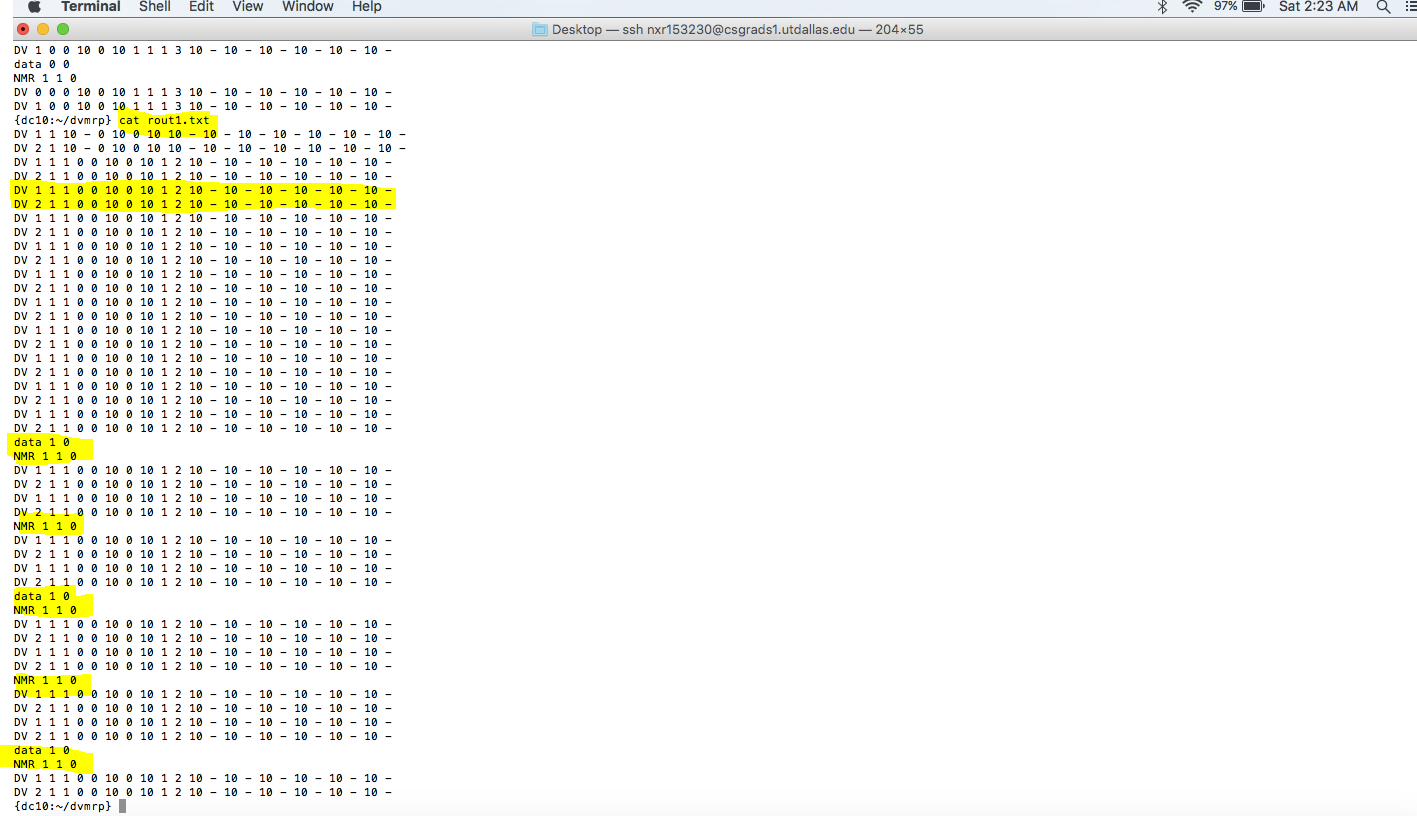 Terminal Shell Edit View Window Help 97% Sat 2:23 AM
Desktop — ssh nxr153230@csgrads1.utdallas.edu — 204×55
DV 1 0 0 10 0 10 1 1 1 3 10 - 10 - 10 - 10 - 10 - 10 -
data 0 0
NMR 1 1 0
DV 0 0 0 10 0 10 1 1 1 3 10 - 10 - 10 - 10 - 10 - 10 -
DV 1 0 0 10 0 10 1 1 1 3 10 - 10 - 10 - 10 - 10 - 10 -
{dc10:~/dvmrp} cat rout1.txt
DV 1 1 10 - 0 10 0 10 10 - 10 - 10 - 10 - 10 - 10 - 10 -
DV 2 1 10 - 0 10 0 10 10 - 10 - 10 - 10 - 10 - 10 - 10 -
DV 1 1 1 0 0 10 0 10 1 2 10 - 10 - 10 - 10 - 10 - 10 -
DV 2 1 1 0 0 10 0 10 1 2 10 - 10 - 10 - 10 - 10 - 10 -
DV 1 1 1 0 0 10 0 10 1 2 10 - 10 - 10 - 10 - 10 - 10 -
DV 2 1 1 0 0 10 0 10 1 2 10 - 10 - 10 - 10 - 10 - 10 -
DV 1 1 1 0 0 10 0 10 1 2 10 - 10 - 10 - 10 - 10 - 10 -
DV 2 1 1 0 0 10 0 10 1 2 10 - 10 - 10 - 10 - 10 - 10 -
DV 1 1 1 0 0 10 0 10 1 2 10 - 10 - 10 - 10 - 10 - 10 -
DV 2 1 1 0 0 10 0 10 1 2 10 - 10 - 10 - 10 - 10 - 10 -
DV 1 1 1 0 0 10 0 10 1 2 10 - 10 - 10 - 10 - 10 - 10 -
DV 2 1 1 0 0 10 0 10 1 2 10 - 10 - 10 - 10 - 10 - 10 -
DV 1 1 1 0 0 10 0 10 1 2 10 - 10 - 10 - 10 - 10 - 10 -
DV 2 1 1 0 0 10 0 10 1 2 10 - 10 - 10 - 10 - 10 - 10 -
DV 1 1 1 0 0 10 0 10 1 2 10 - 10 - 10 - 10 - 10 - 10 -
DV 2 1 1 0 0 10 0 10 1 2 10 - 10 - 10 - 10 - 10 - 10 -
DV 1 1 1 0 0 10 0 10 1 2 10 - 10 - 10 - 10 - 10 - 10 -
DV 2 1 1 0 0 10 0 10 1 2 10 - 10 - 10 - 10 - 10 - 10 -
DV 1 1 1 0 0 10 0 10 1 2 10 - 10 - 10 - 10 - 10 - 10 -
DV 2 1 1 0 0 10 0 10 1 2 10 - 10 - 10 - 10 - 10 - 10 -
DV 1 1 1 0 0 10 0 10 1 2 10 - 10 - 10 - 10 - 10 - 10 -
DV 2 1 1 0 0 10 0 10 1 2 10 - 10 - 10 - 10 - 10 - 10 -
data 1 0
NMR 1 1 0
DV 1 1 1 0 0 10 0 10 1 2 10 - 10 - 10 - 10 - 10 - 10 -
DV 2 1 1 0 0 10 0 10 1 2 10 - 10 - 10 - 10 - 10 - 10 -
DV 1 1 1 0 0 10 0 10 1 2 10 - 10 - 10 - 10 - 10 - 10 -
DV 2 1 1 0 0 10 0 10 1 2 10 - 10 - 10 - 10 - 10 - 10 -
NMR 1 1 0
DV 1 1 1 0 0 10 0 10 1 2 10 - 10 - 10 - 10 - 10 - 10 -
DV 2 1 1 0 0 10 0 10 1 2 10 - 10 - 10 - 10 - 10 - 10 -
DV 1 1 1 0 0 10 0 10 1 2 10 - 10 - 10 - 10 - 10 - 10 -
DV 2 1 1 0 0 10 0 10 1 2 10 - 10 - 10 - 10 - 10 - 10 -
data 1 0
NMR 1 1 0
DV 1 1 1 0 0 10 0 10 1 2 10 - 10 - 10 - 10 - 10 - 10 -
DV 2 1 1 0 0 10 0 10 1 2 10 - 10 - 10 - 10 - 10 - 10 -
DV 1 1 1 0 0 10 0 10 1 2 10 - 10 - 10 - 10 - 10 - 10 -
DV 2 1 1 0 0 10 0 10 1 2 10 - 10 - 10 - 10 - 10 - 10 -
NMR 1 1 0
DV 1 1 1 0 0 10 0 10 1 2 10 - 10 - 10 - 10 - 10 - 10 -
DV 2 1 1 0 0 10 0 10 1 2 10 - 10 - 10 - 10 - 10 - 10 -
DV 1 1 1 0 0 10 0 10 1 2 10 - 10 - 10 - 10 - 10 - 10 -
DV 2 1 1 0 0 10 0 10 1 2 10 - 10 - 10 - 10 - 10 - 10 -
data 1 0
NMR 1 1 0
DV 1 1 1 0 0 10 0 10 1 2 10 - 10 - 10 - 10 - 10 - 10 -
DV 2 1 1 0 0 10 0 10 1 2 10 - 10 - 10 - 10 - 10 - 10 -
{dc10:~/dvmrp}